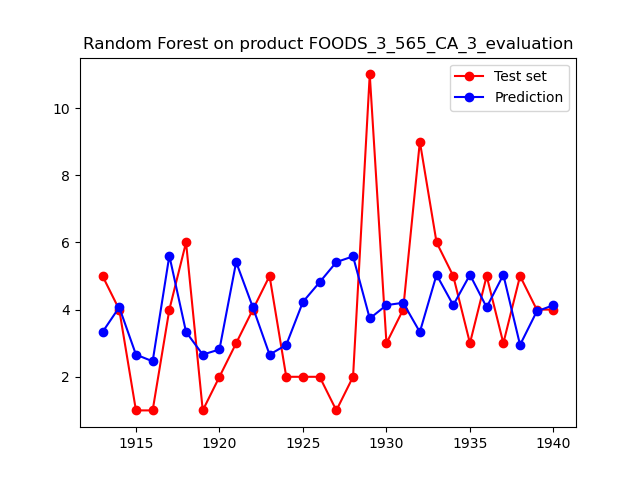 Random Forest on product FOODS_3_565_CA_3_evaluation
Test set
Prediction
10
8
6
4
2
1915 1920 1925 1930 1935 1940